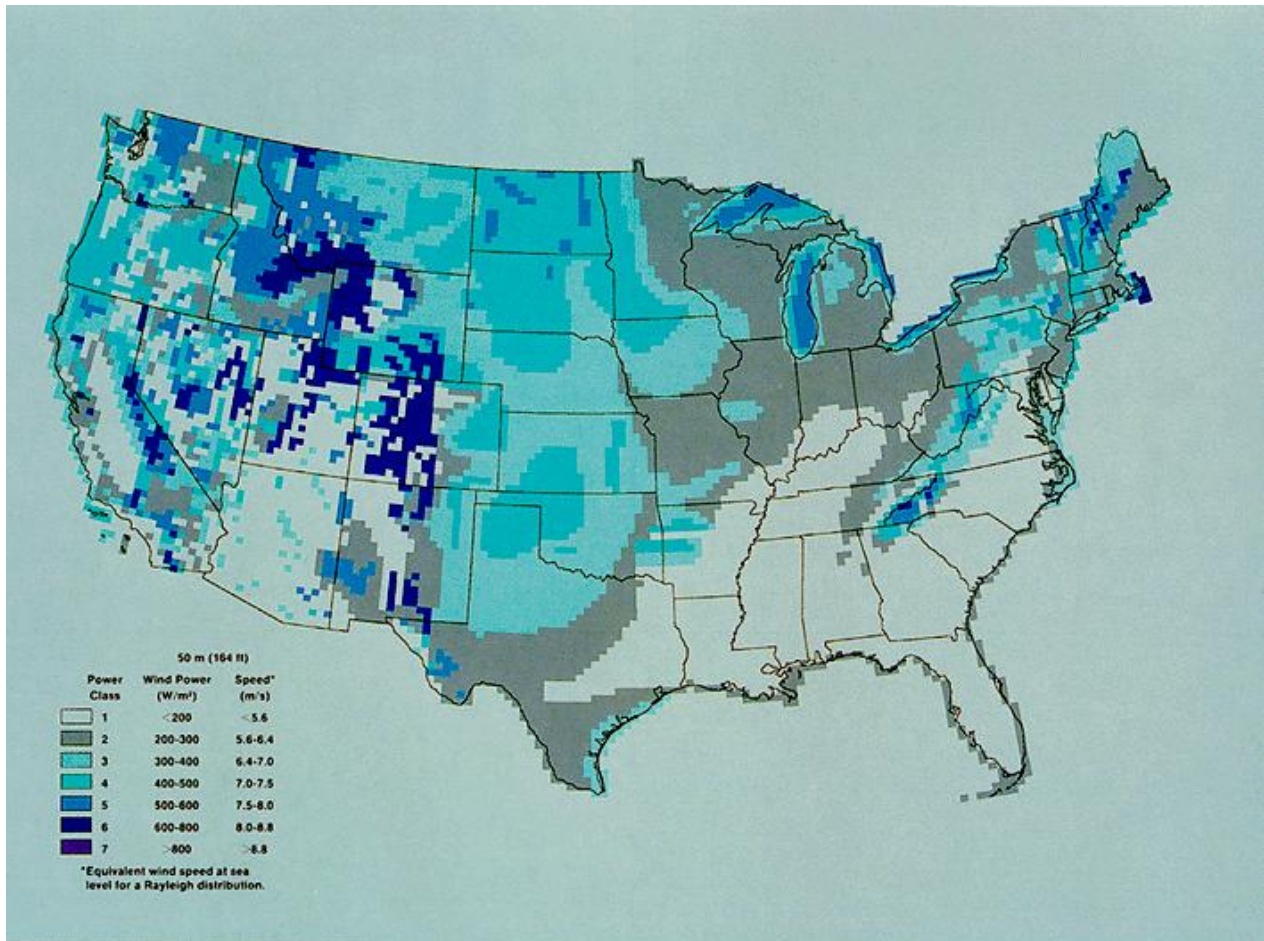 50 m (164 ft)
Power Wind Power Speed*
Class (W/m²) (m/s)
1 <200 <5.6
2 200-300 5.6-6.4
3 300-400 6.4-7.0
4 400-500 7.0-7.5
5 500-600 7.5-8.0
6 600-800 8.0-8.8
7 >800 >8.8
*Equivalent wind speed at sea
level for a Rayleigh distribution.